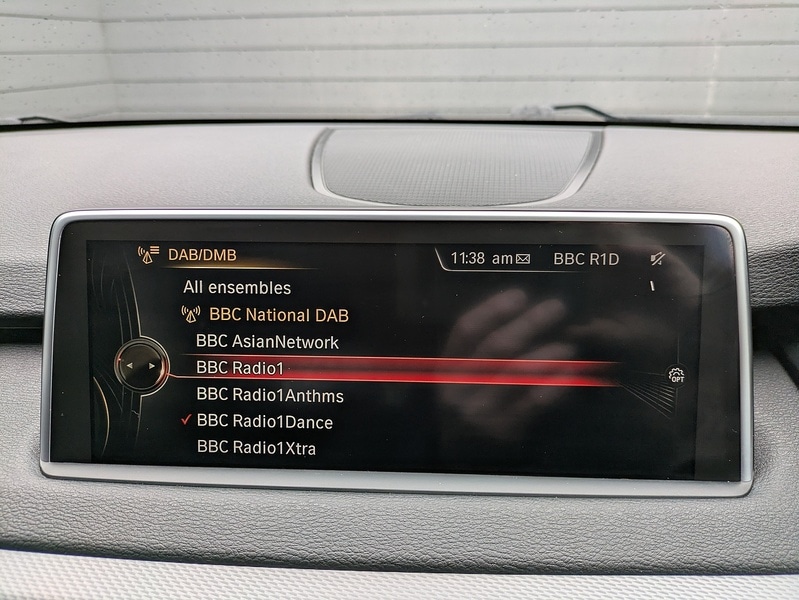 DAB/DMB
11:38 am BBC R1D
All ensembles
BBC National DAB
BBC AsianNetwork
BBC Radio1
OPT
BBC Radio1Anthms
BBC Radio1Dance
BBC Radio1Xtra